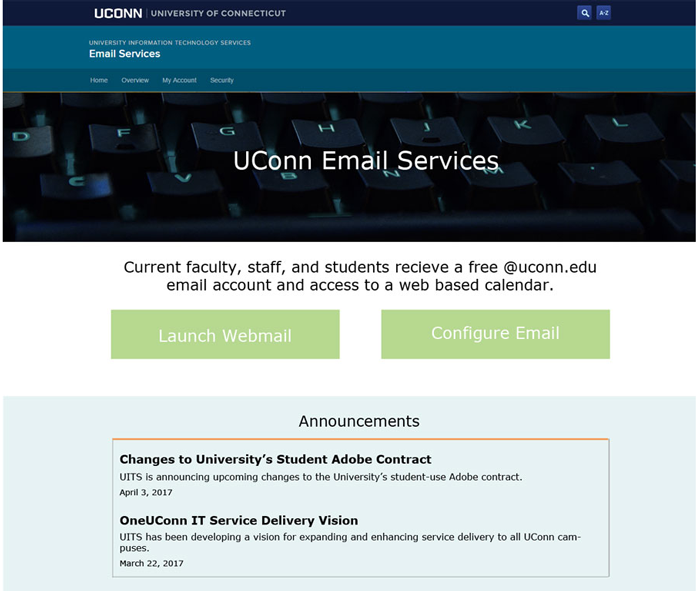 UCONN | UNIVERSITY OF CONNECTICUT
A-Z
UNIVERSITY INFORMATION TECHNOLOGY SERVICES
Email Services
Home Overview My Account Security
D F G H J K L
UConn Email Services
C V B N M
Current faculty, staff, and students recieve a free @uconn.edu
email account and access to a web based calendar.
Launch Webmail Configure Email
Announcements
Changes to University’s Student Adobe Contract
UITS is announcing upcoming changes to the University’s student-use Adobe contract.
April 3, 2017
OneUConn IT Service Delivery Vision
UITS has been developing a vision for expanding and enhancing service delivery to all UConn cam-
puses.
March 22, 2017